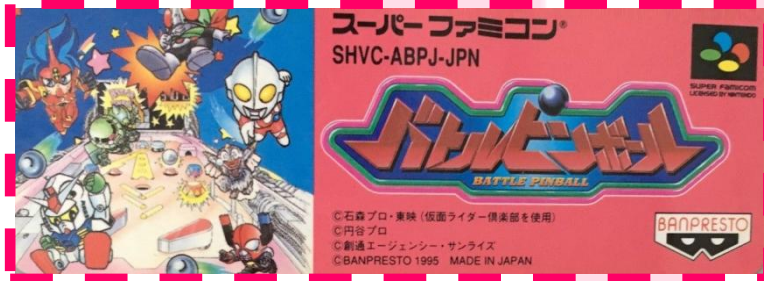 スーパーファミコン®
SHVC-ABPJ-JPN
SUPER FAMICOM
LICENSED BY NINTENDO
バトルピンボール
BATTLE PINBALL
©石森プロ・東映(仮面ライダー倶楽部を使用)
©円谷プロ
©創通エージェンシー・サンライズ
©BANPRESTO 1995 MADE IN JAPAN
BANPRESTO